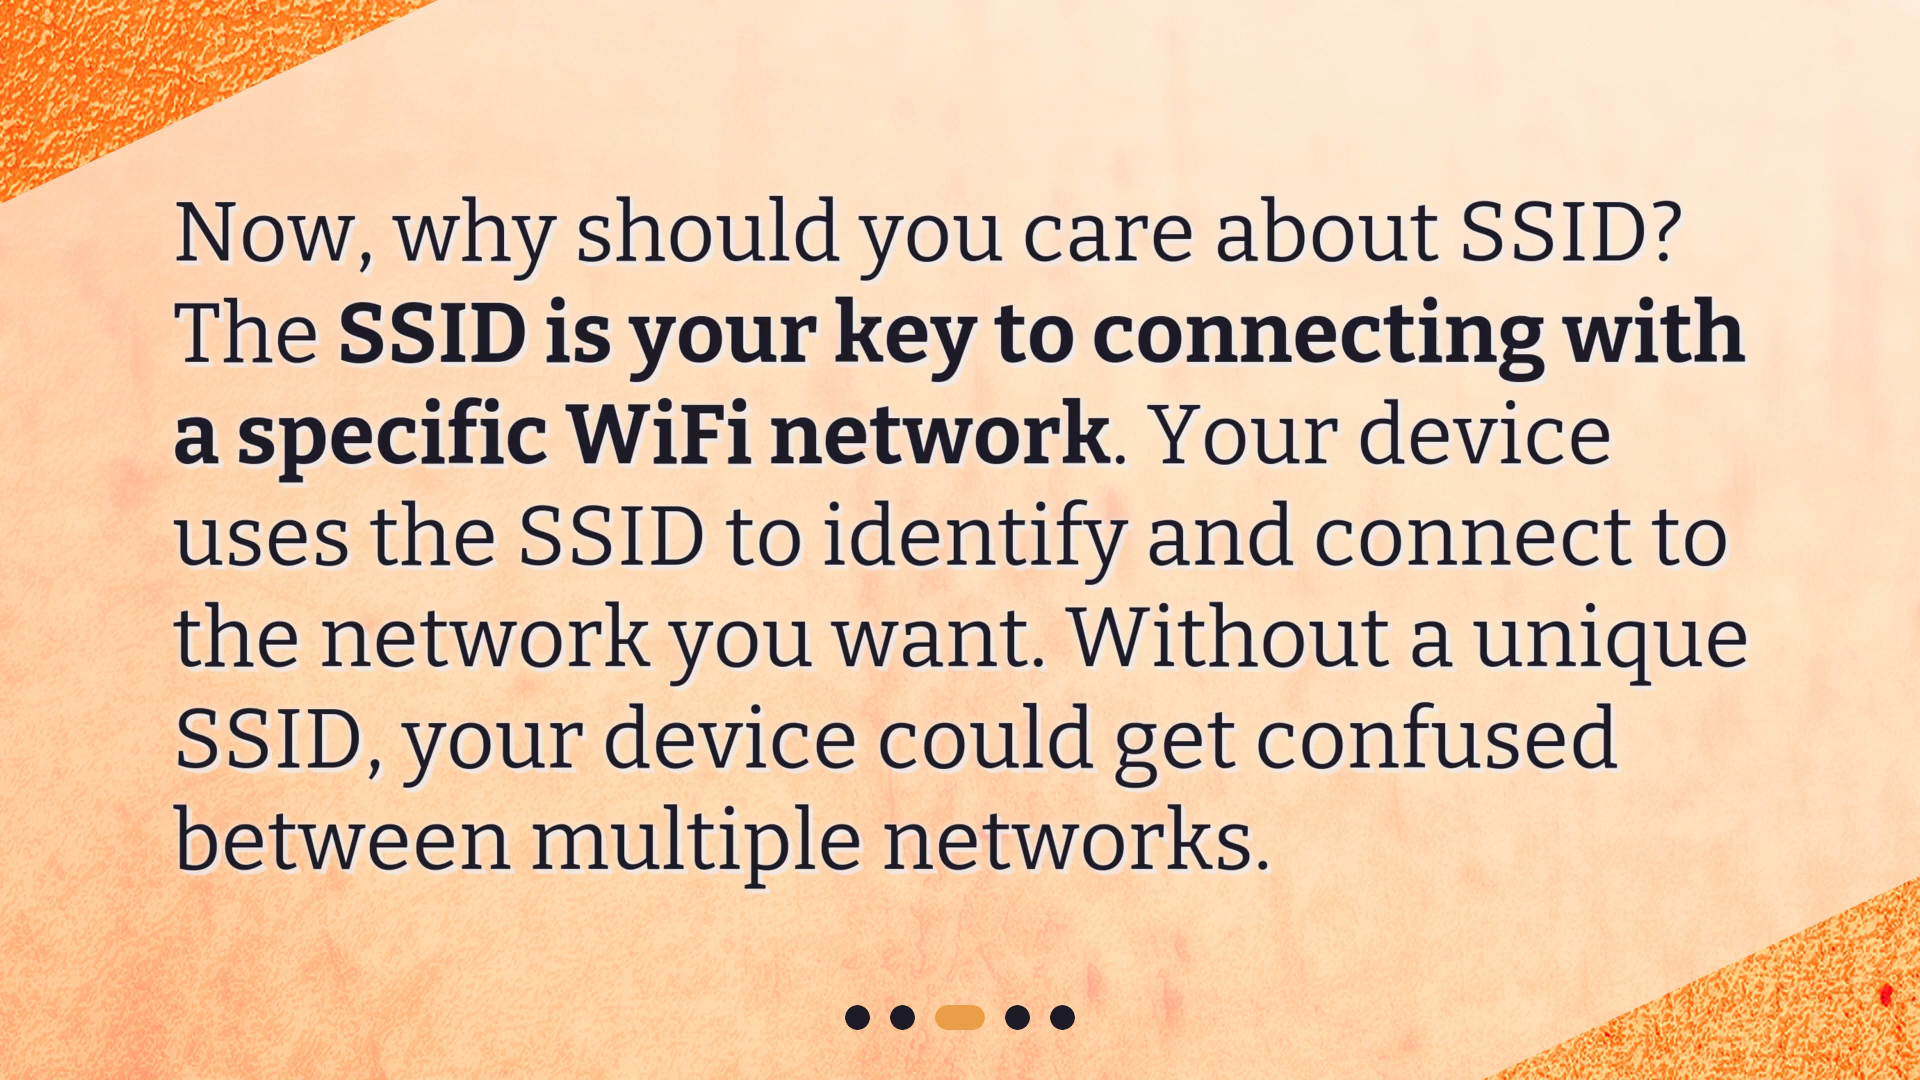 Now, why should you care about SSID?
The SSID is your key to connecting with
a specific WiFi network. Your device
uses the SSID to identify and connect to
the network you want. Without a unique
SSID, your device could get confused
between multiple networks.